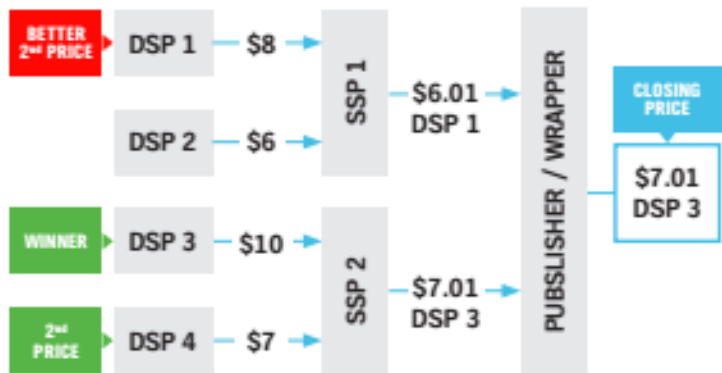 BETTER
2nd PRICE
DSP 1
$8
DSP 2
$6
SSP 1
$6.01
DSP 1
WINNER
DSP 3
$10
2nd
PRICE
DSP 4
$7
SSP 2
$7.01
DSP 3
PUBSLISHER / WRAPPER
CLOSING
PRICE
$7.01
DSP 3